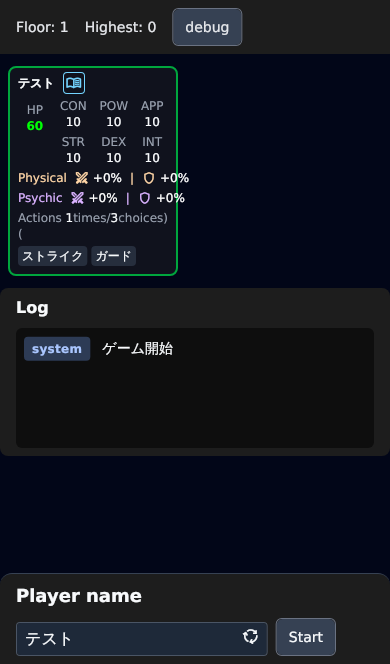 Floor: 1 Highest: 0 debug
テスト
HP CON POW APP
60 10 10 10
STR DEX INT
10 10 10
Physical +0% | +0%
Psychic +0% | +0%
Actions 1times/3choices)
(
ストライク ガード
Log
system ゲーム開始
Player name
テスト Start